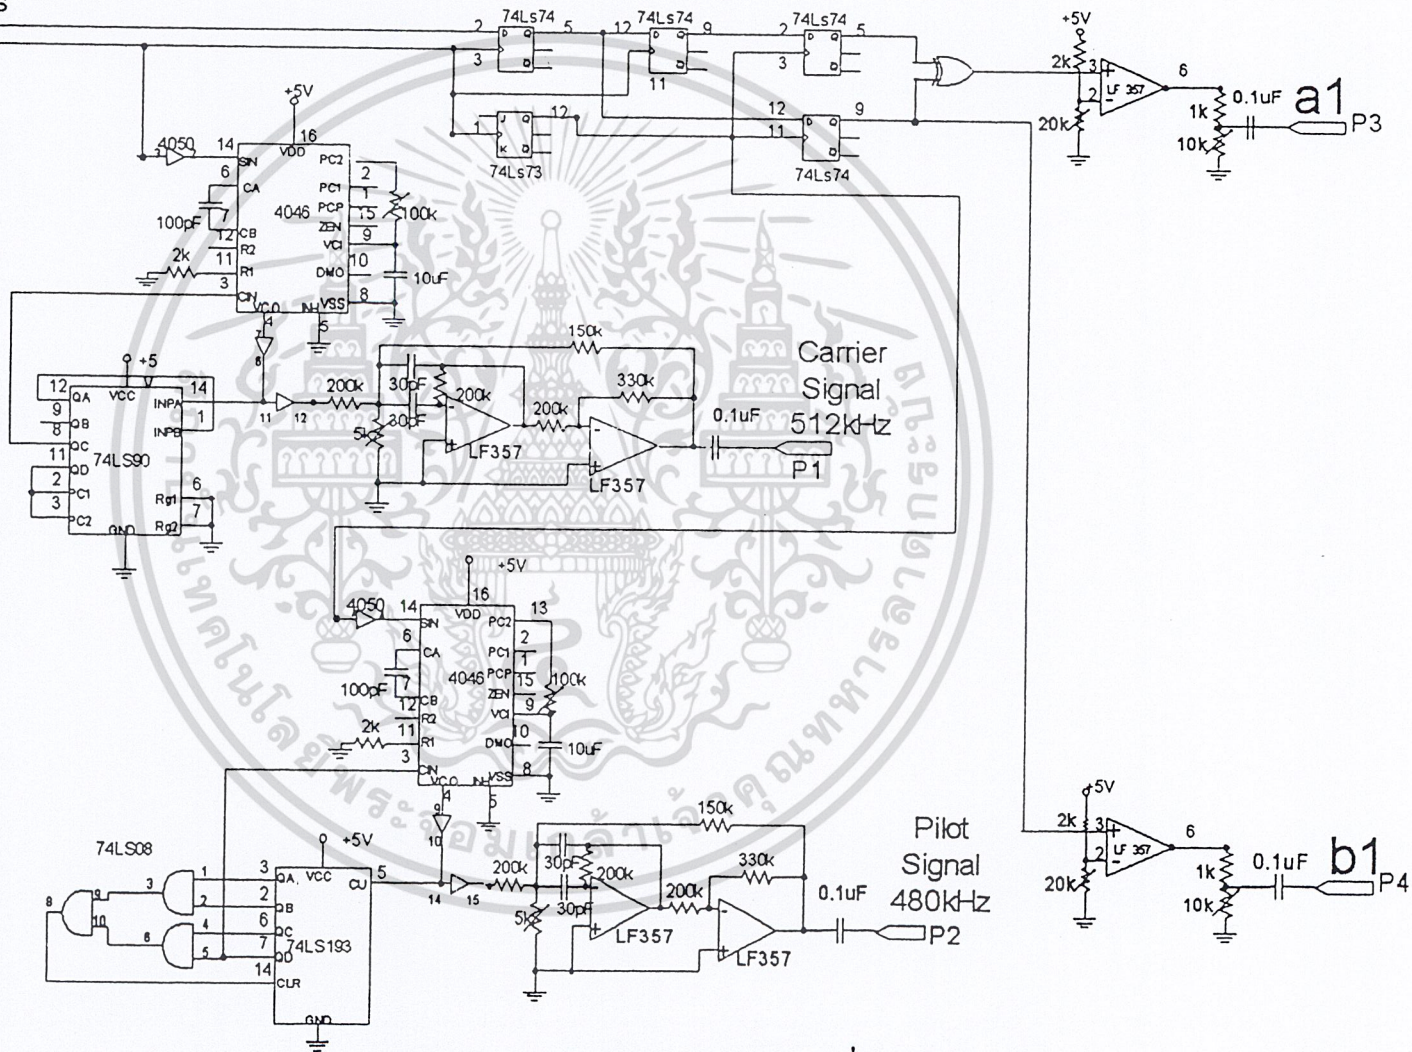 74Ls74
74Ls74
74Ls74
2
D
Q
5
12
D
Q
9
2
D
Q
5
3
Q
11
Q
3
Q
1
J
Q
12
K
Q
74Ls73
12
D
Q
9
11
Q
74Ls74
+5V
2k
3
+
2
-
LF 357
6
20k
1k
0.1uF
10k
a1
P3
+5V
4050
3
2
14
SIN
16
VDD
PC2
6
CA
2
PC1
1
PCP
100pF
7
CB
4046
15
ZEN
100k
12
R2
9
VCI
2k
11
R1
10
DMO
10uF
3
CIN
8
VSS
VCO
INH
4
5
7
6
+5
12
QA
VCC
14
INPA
9
QB
1
INPB
8
QC
11
QD
74LS90
2
PC1
6
Rg1
3
PC2
7
Rg2
GND
11
12
200k
30pF
30pF
200k
5k
-
+
LF357
200k
150k
330k
-
+
LF357
0.1uF
Carrier
Signal
512kHz
P1
+5V
4050
14
SIN
16
VDD
13
PC2
6
CA
2
PC1
1
PCP
100pF
7
CB
4046
15
ZEN
100k
12
R2
9
VCI
2k
11
R1
10
DMO
10uF
3
CIN
8
VSS
VCO
INH
4
5
9
10
74LS08
+5V
8
9
10
3
1
2
6
4
5
3
QA
VCC
5
CU
2
QB
6
QC
7
QD
74LS193
14
CLR
GND
14
15
200k
30pF
30pF
200k
5k
+
LF357
200k
150k
330k
-
+
LF357
0.1uF
Pilot
Signal
480kHz
P2
+5V
2k
3
+
2
-
LF 357
6
20k
1k
0.1uF
10k
b1
P4